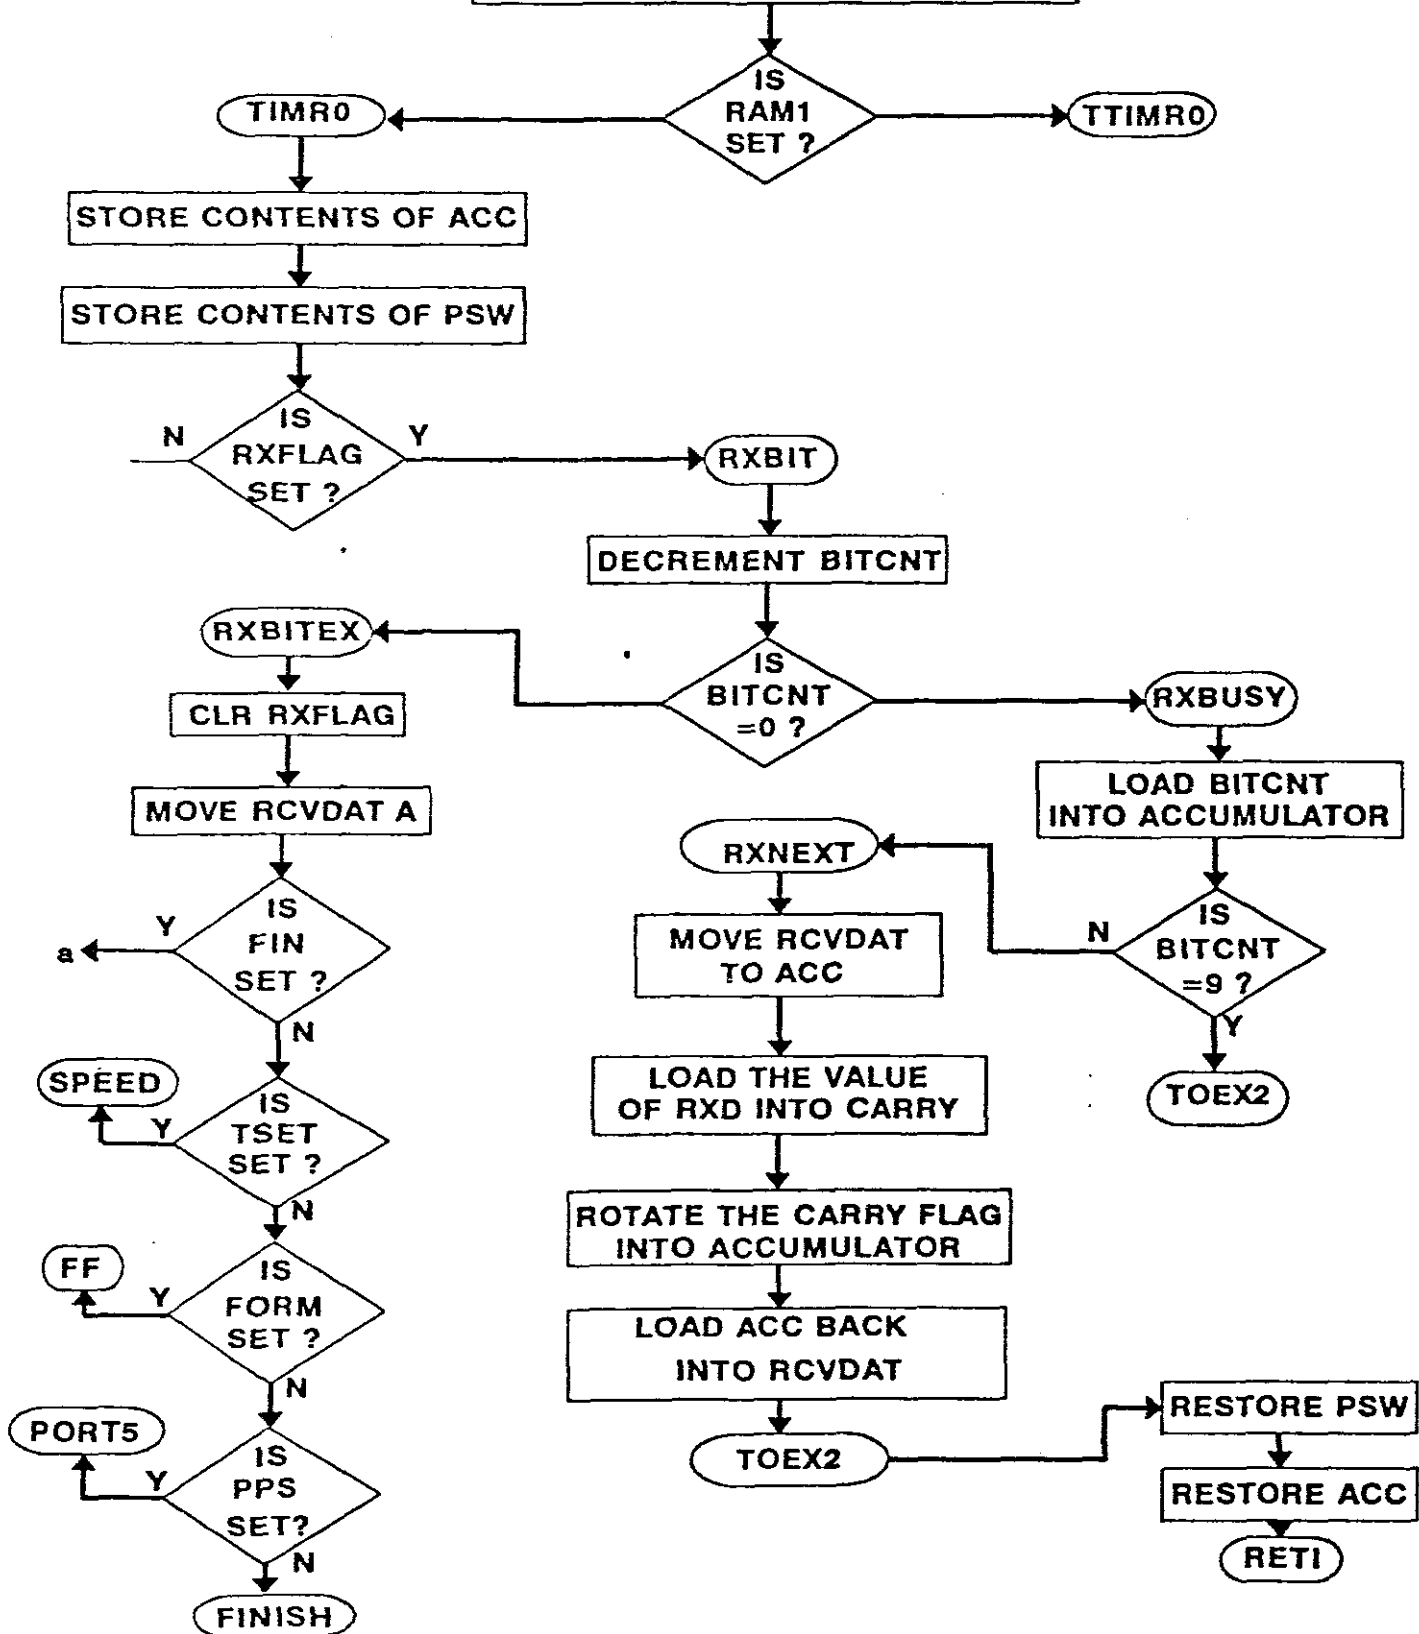 IS
RAM1
SET ?
TIMR0
TTIMR0
STORE CONTENTS OF ACC
STORE CONTENTS OF PSW
IS
RXFLAG
SET ?
N
Y
RXBIT
DECREMENT BITCNT
IS
BITCNT
=0 ?
RXBITEX
CLR RXFLAG
MOVE RCVDAT A
IS
FIN
SET ?
Y
a
N
SPEED
Y
IS
TSET
SET ?
N
FF
Y
IS
FORM
SET ?
N
PORT5
Y
IS
PPS
SET?
N
FINISH
RXBUSY
LOAD BITCNT
INTO ACCUMULATOR
IS
BITCNT
=9 ?
N
Y
TOEX2
RXNEXT
MOVE RCVDAT
TO ACC
LOAD THE VALUE
OF RXD INTO CARRY
ROTATE THE CARRY FLAG
INTO ACCUMULATOR
LOAD ACC BACK
INTO RCVDAT
TOEX2
RESTORE PSW
RESTORE ACC
RETI